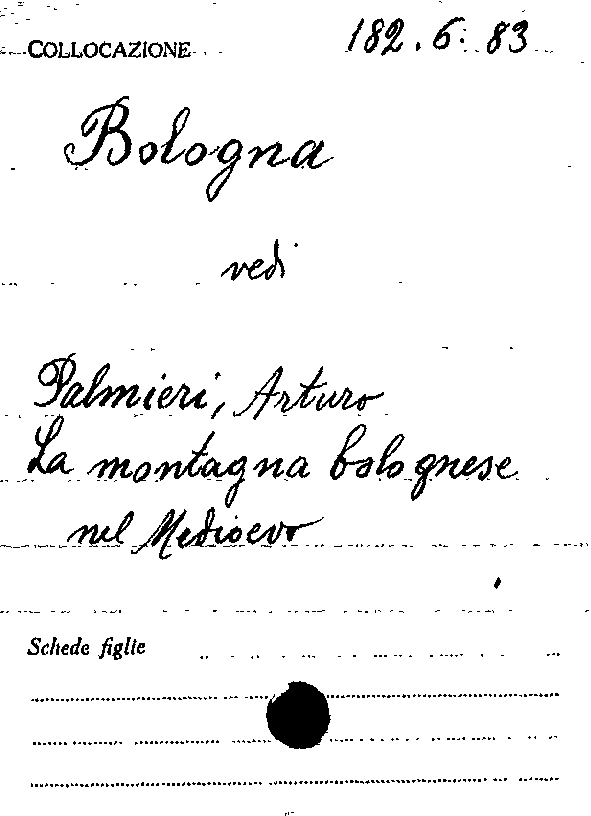 COLLOCAZIONE 182.6.83
Bologna
vedi
Palmieri, Arturo
La montagna bolognese
nel Medioevo
Schede figlie